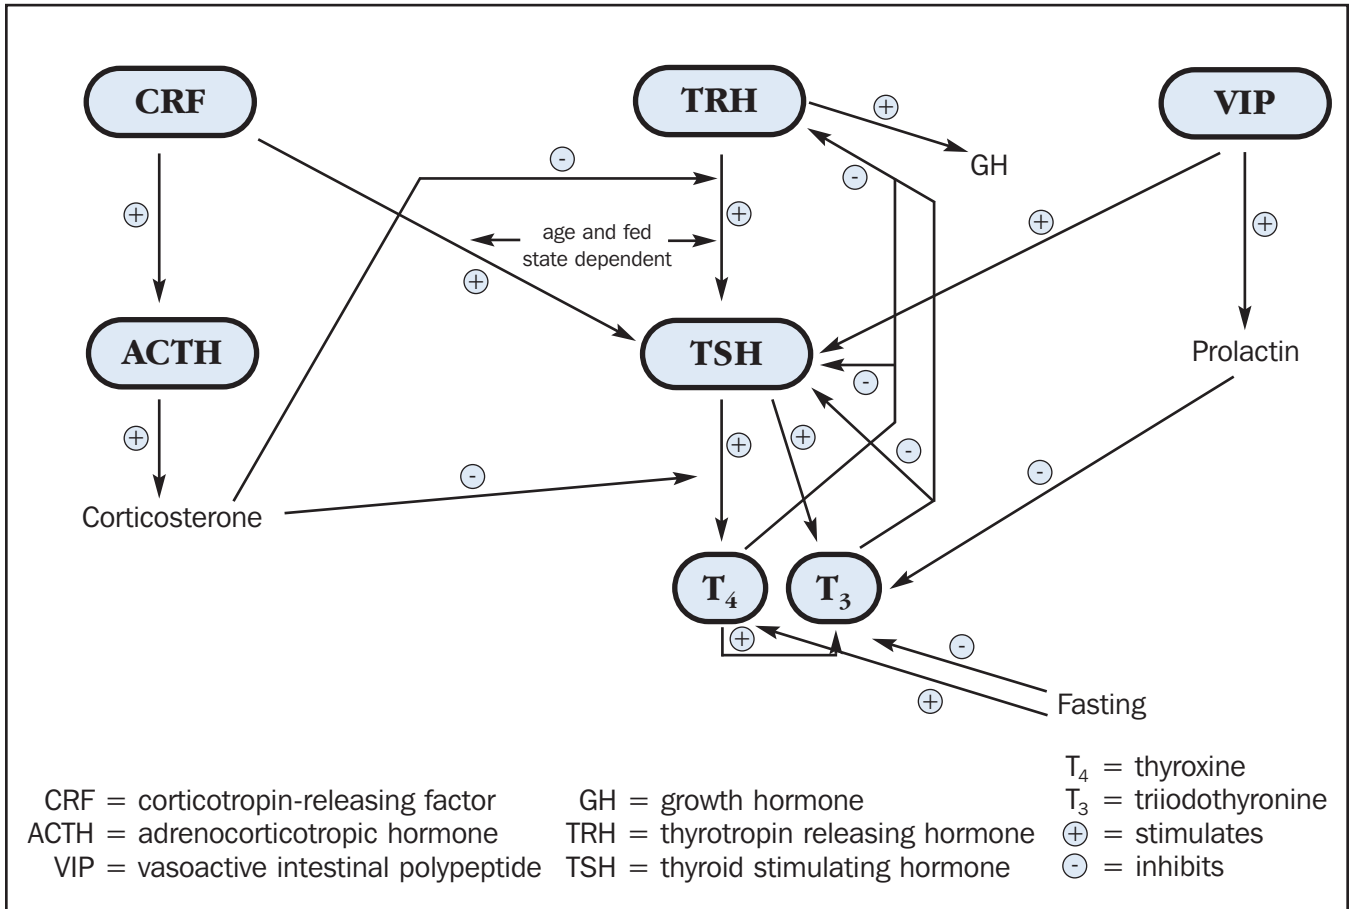 CRF
TRH
VIP
+
GH
-
-
+
+
+
+
age and fed
state dependent
+
ACTH
TSH
Prolactin
-
+
+
+
-
-
-
Corticosterone
T₄
T₃
+
-
+
Fasting
CRF = corticotropin-releasing factor
ACTH = adrenocorticotropic hormone
VIP = vasoactive intestinal polypeptide
GH = growth hormone
TRH = thyrotropin releasing hormone
TSH = thyroid stimulating hormone
T₄ = thyroxine
T₃ = triiodothyronine
+ = stimulates
- = inhibits